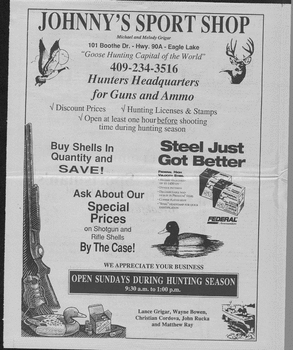 JOHNNY'S SPORT SHOP
Michael and Melody Grigar
101 Boothe Dr. - Hwy. 90A - Eagle Lake
"Goose Hunting Capital of the World"
409-234-3516
Hunters Headquarters
for Guns and Ammo
√ Discount Prices √ Hunting Licenses & Stamps
√ Open at least one hour before shooting
time during hunting season
Buy Shells In
Quantity and
SAVE!
Steel Just
Got Better
Ask About Our
Special
Prices
on Shotgun and
Rifle Shells
By The Case!
FEDERAL
WE APPRECIATE YOUR BUSINESS
OPEN SUNDAYS DURING HUNTING SEASON
9:30 a.m. to 1:00 p.m.
Lance Grigar, Wayne Bowen,
Christian Cordova, John Rucka
and Matthew Ray